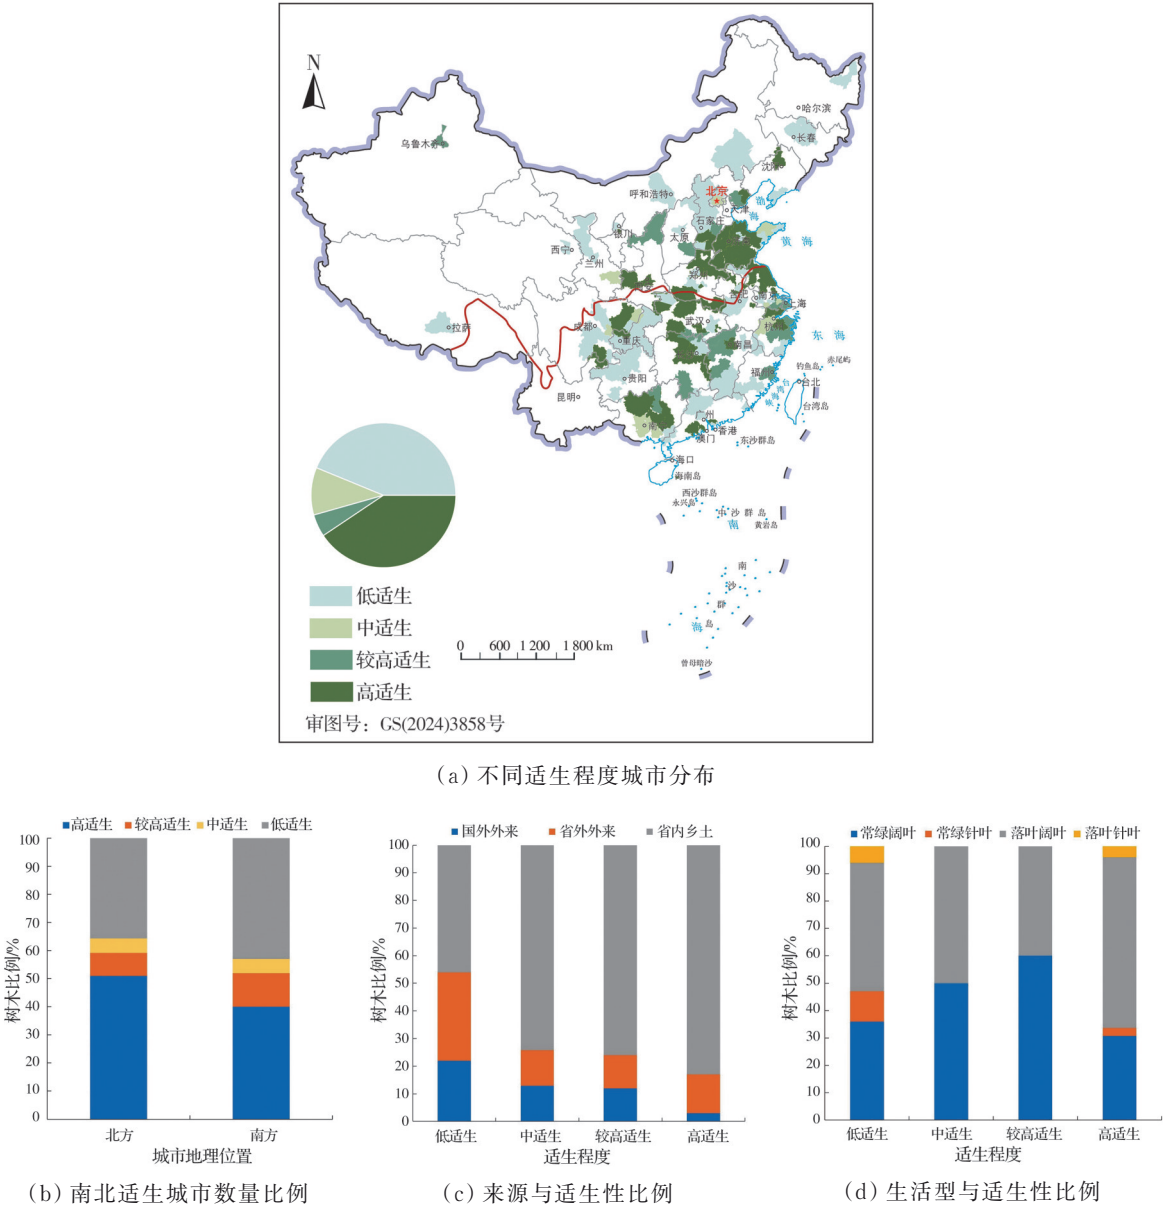 N
哈尔滨
长春
乌鲁木齐
沈阳
呼和浩特
北京
天津
渤
海
石家庄
银川
太原
黄 海
西宁
兰州
郑州
合肥
南京
上海
拉萨
成都
武汉
杭州
东 海
重庆
南昌
钓鱼岛
赤尾屿
贵阳
福州
台北
台
湾
海
峡
昆明
台湾岛
广州
南宁
香港
澳门
东沙群岛
海口
海南岛
西沙群岛
永兴岛
中沙群岛
南
黄岩岛
南
沙
群
岛
海
曾母暗沙
低适生
中适生
较高适生
高适生
0 600 1 200 1 800 km
审图号：GS(2024)3858号
(a) 不同适生程度城市分布
高适生 较高适生 中适生 低适生
树木比例/%
100
90
80
70
60
50
40
30
20
10
0
北方 南方
城市地理位置
(b) 南北适生城市数量比例
国外外来 省外外来 省内乡土
树木比例/%
100
90
80
70
60
50
40
30
20
10
0
低适生 中适生 较高适生 高适生
适生程度
(c) 来源与适生性比例
常绿阔叶 常绿针叶 落叶阔叶 落叶针叶
树木比例/%
100
90
80
70
60
50
40
30
20
10
0
低适生 中适生 较高适生 高适生
适生程度
(d) 生活型与适生性比例